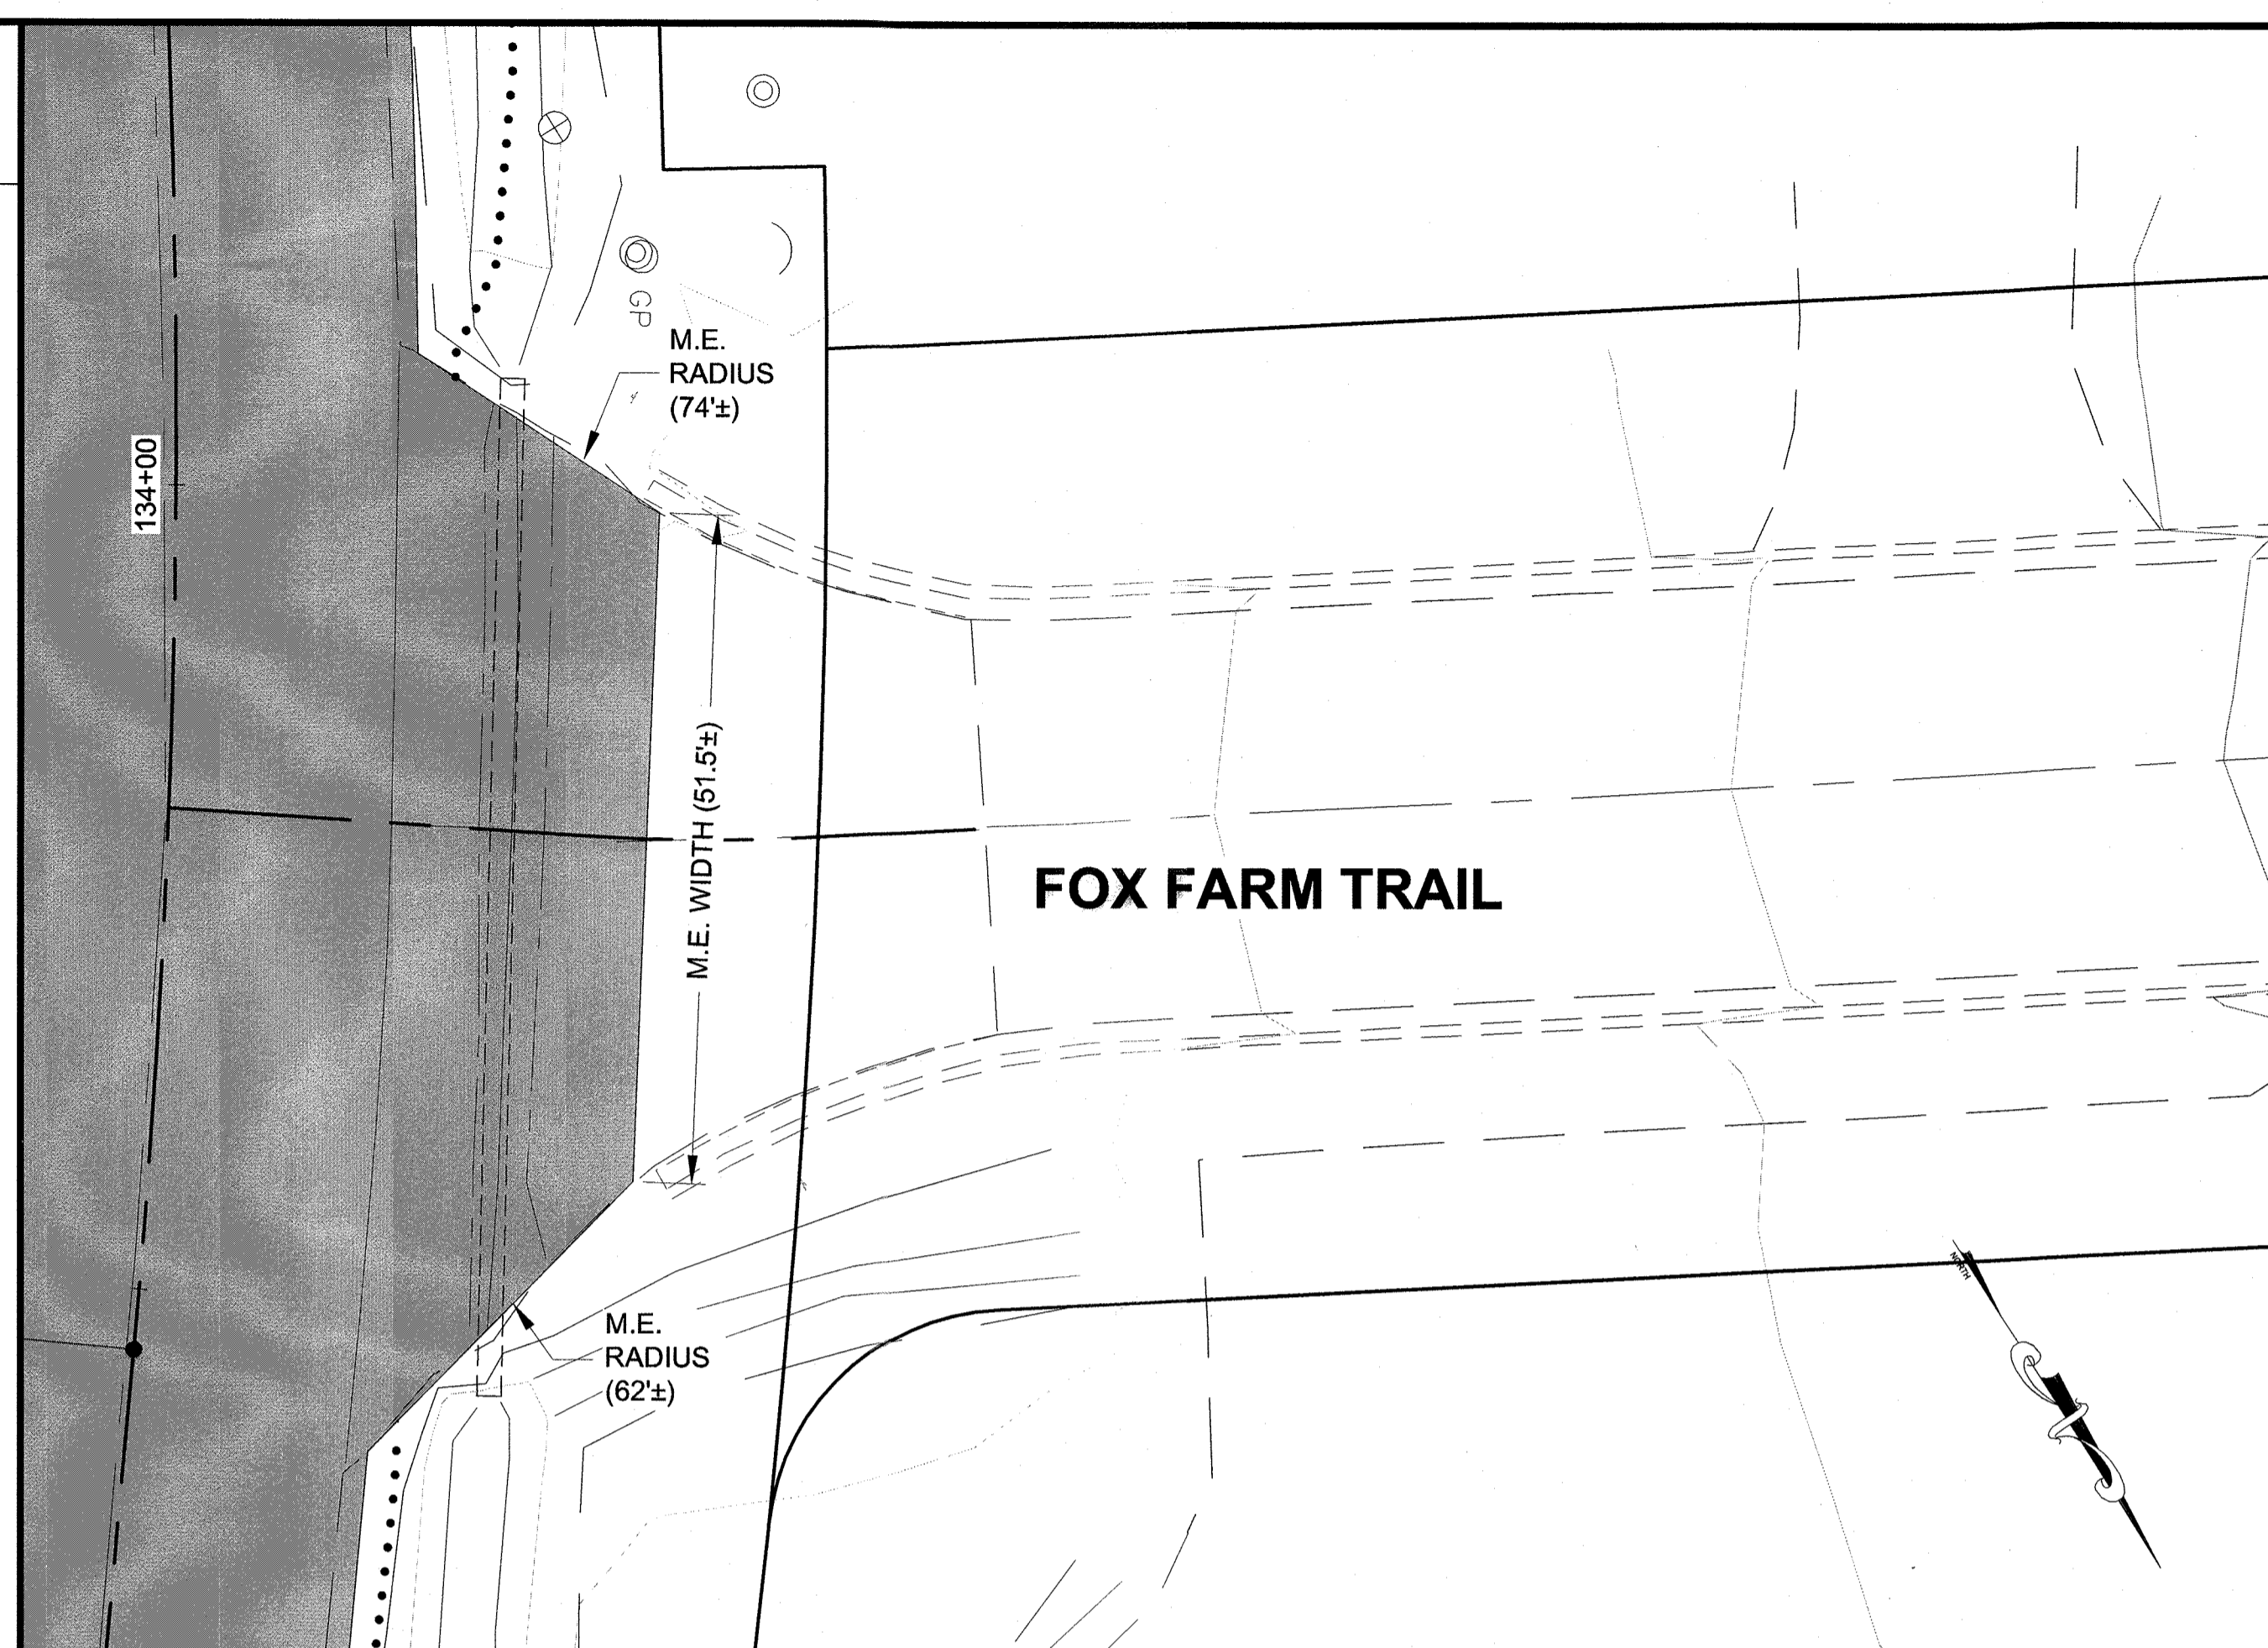 GP
M.E.
RADIUS
(74'±)
134+00
M.E. WIDTH (51.5'±)
FOX FARM TRAIL
NORTH
M.E.
RADIUS
(62'±)